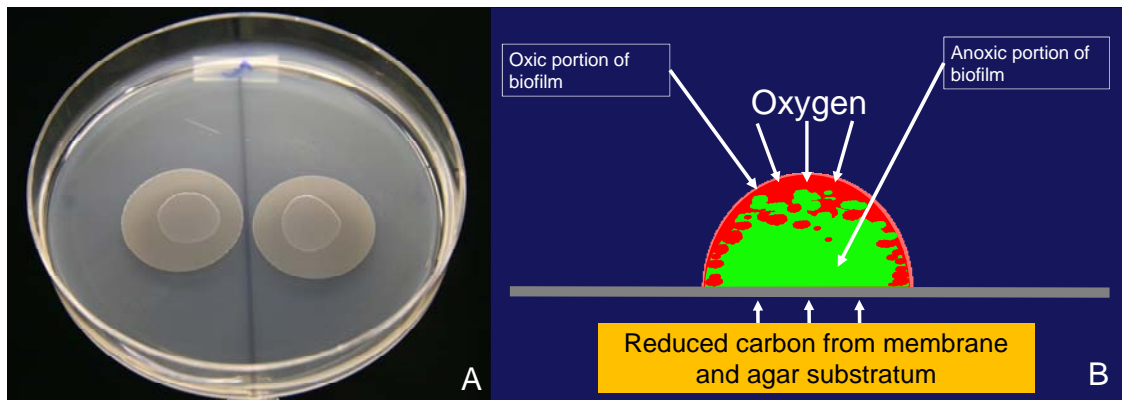 A
Oxic portion of
biofilm
Anoxic portion of
biofilm
Oxygen
Reduced carbon from membrane
and agar substratum
B